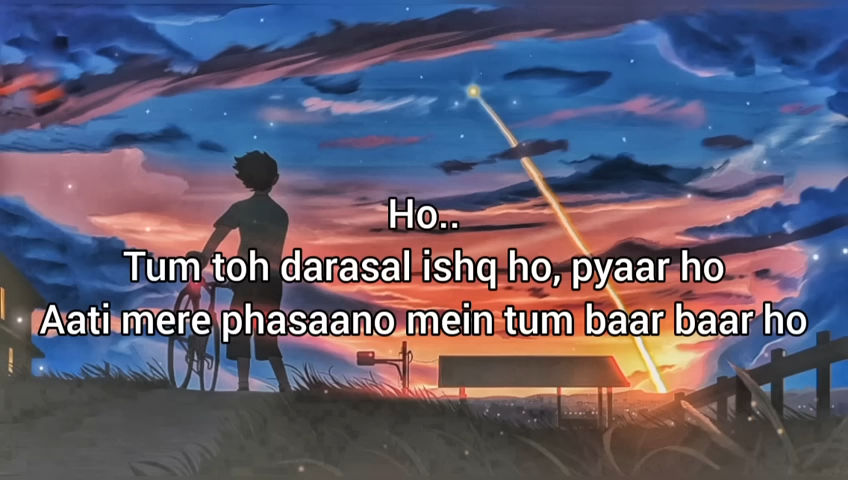 Ho..
Tum toh darasal ishq ho, pyaar ho
Aati mere phasaano mein tum baar baar ho